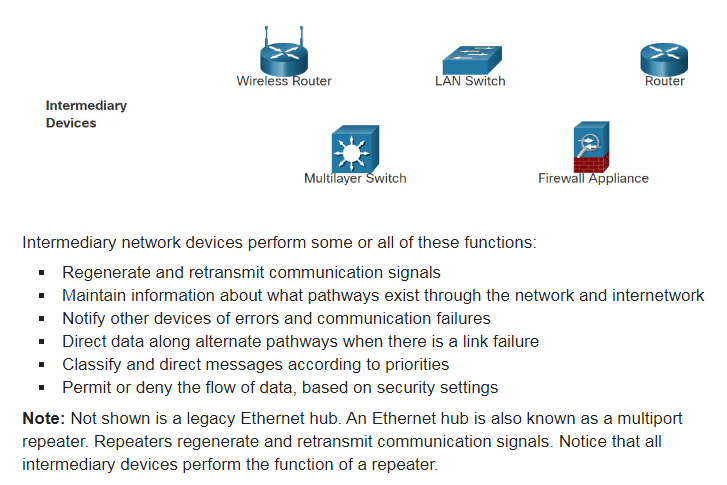 Wireless Router
LAN Switch
Router
Intermediary
Devices
Multilayer Switch
Firewall Appliance
Intermediary network devices perform some or all of these functions:
▪ Regenerate and retransmit communication signals
▪ Maintain information about what pathways exist through the network and internetwork
▪ Notify other devices of errors and communication failures
▪ Direct data along alternate pathways when there is a link failure
▪ Classify and direct messages according to priorities
▪ Permit or deny the flow of data, based on security settings
Note: Not shown is a legacy Ethernet hub. An Ethernet hub is also known as a multiport
repeater. Repeaters regenerate and retransmit communication signals. Notice that all
intermediary devices perform the function of a repeater.